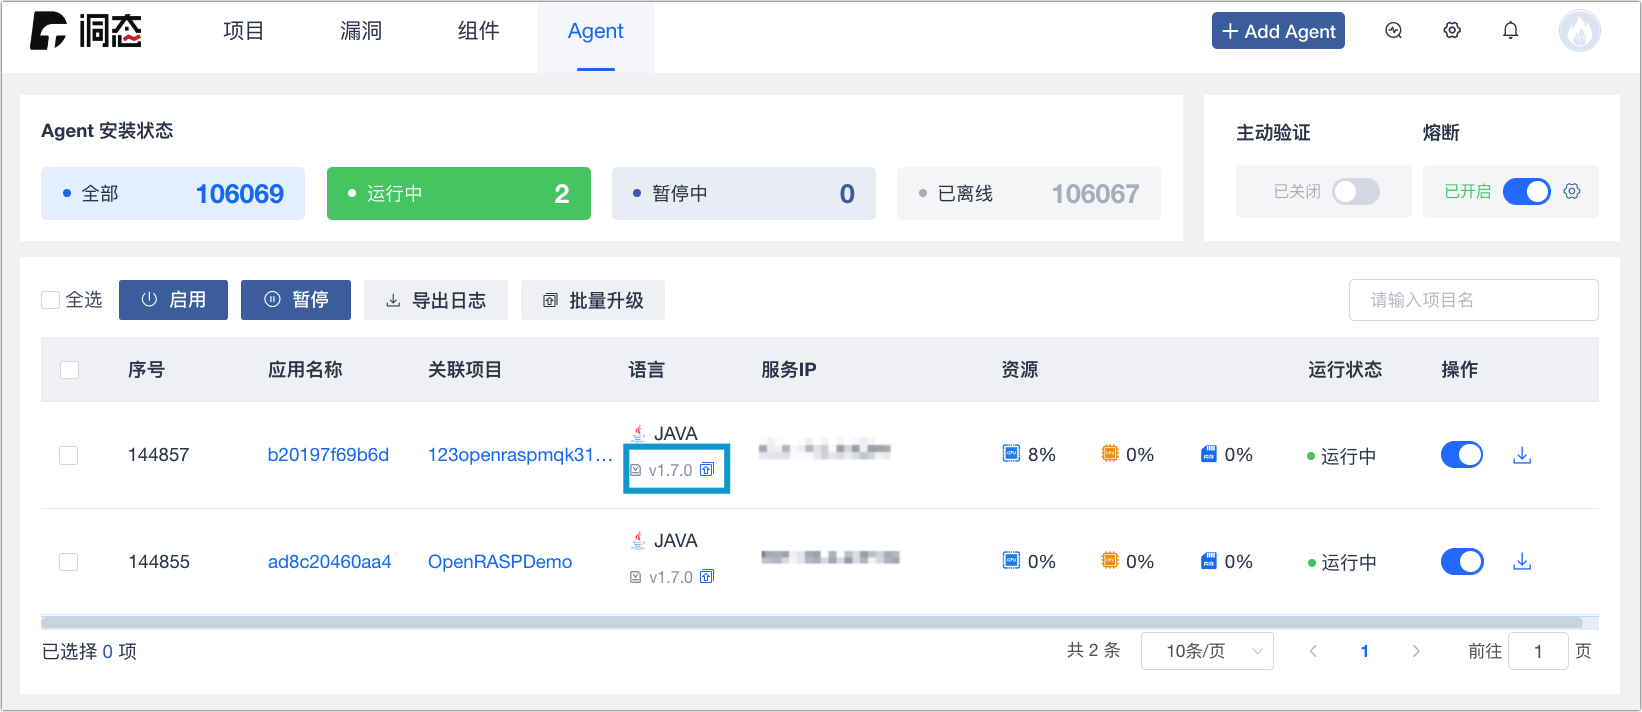 洞态 项目 漏洞 组件 Agent + Add Agent
Agent 安装状态 主动验证 熔断
全部 106069 运行中 2 暂停中 0 已离线 106067 已关闭 已开启
全选 启用 暂停 导出日志 批量升级 请输入项目名
序号 应用名称 关联项目 语言 服务IP 资源 运行状态 操作
JAVA
144857 b20197f69b6d 123openraspmqk31... v1.7.0 8% 0% 0% 运行中
JAVA
144855 ad8c20460aa4 OpenRASPDemo v1.7.0 0% 0% 0% 运行中
已选择 0 项 共 2 条 10条/页 1 前往 1 页